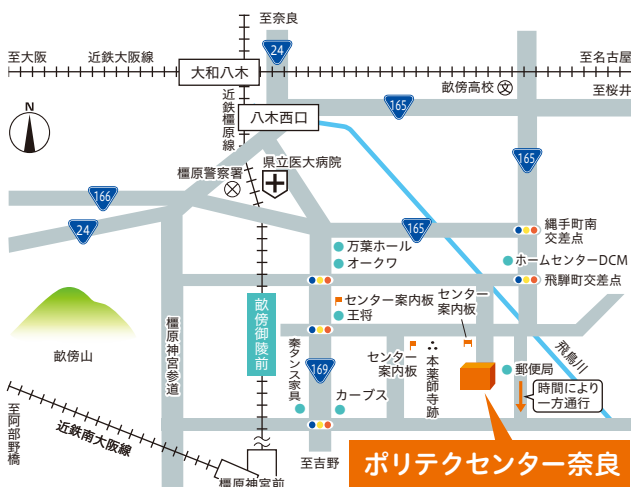 至奈良
24
至大阪
近鉄大阪線
大和八木
至名古屋
畝傍高校
文
至桜井
165
N
近鉄橿原線
八木西口
165
県立医大病院
橿原警察署
166
24
165
縄手町南
交差点
万葉ホール
オークワ
ホームセンターDCM
飛騨町交差点
センター案内板
王将
センター
案内板
畝傍御陵前
畝傍山
橿原神宮参道
秦タンス家具
169
カーブス
センター
案内板
本薬師寺跡
飛鳥川
郵便局
時間により
一方通行
至阿部野橋
近鉄南大阪線
至吉野
橿原神宮前
ポリテクセンター奈良